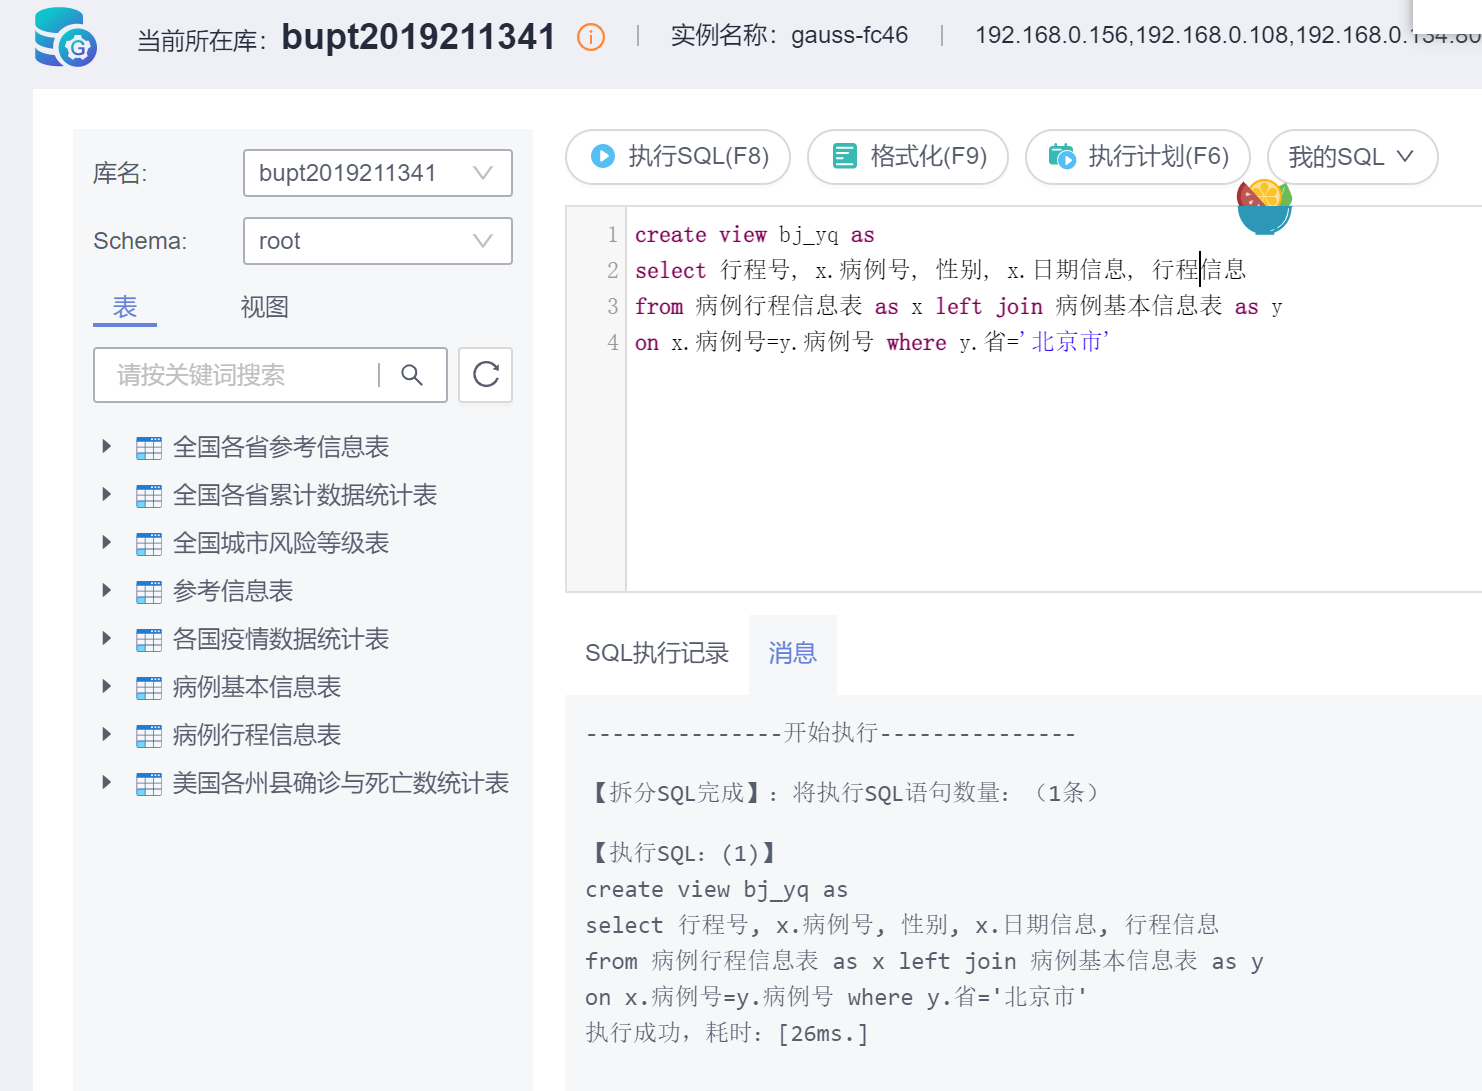 当前所在库： bupt2019211341 实例名称：gauss-fc46 192.168.0.156,192.168.0.108,192.168.0.134:80
库名: bupt2019211341
Schema: root
表 视图
请按关键词搜索
全国各省参考信息表
全国各省累计数据统计表
全国城市风险等级表
参考信息表
各国疫情数据统计表
病例基本信息表
病例行程信息表
美国各州县确诊与死亡数统计表
执行SQL(F8) 格式化(F9) 执行计划(F6) 我的SQL
1 create view bj_yq as
2 select 行程号, x.病例号, 性别, x.日期信息, 行程信息
3 from 病例行程信息表 as x left join 病例基本信息表 as y
4 on x.病例号=y.病例号 where y.省='北京市'
SQL执行记录 消息
---------------开始执行---------------
【拆分SQL完成】：将执行SQL语句数量：（1条）
【执行SQL：(1)】
create view bj_yq as
select 行程号, x.病例号, 性别, x.日期信息, 行程信息
from 病例行程信息表 as x left join 病例基本信息表 as y
on x.病例号=y.病例号 where y.省='北京市'
执行成功，耗时：[26ms.]